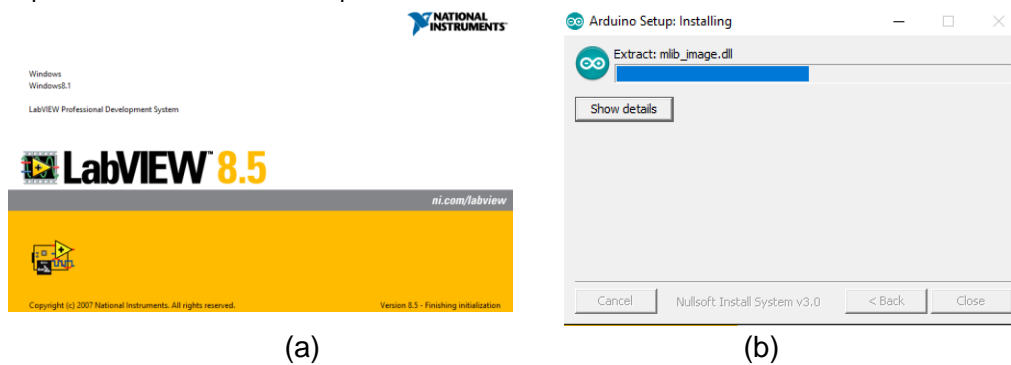 NATIONAL
INSTRUMENTS™
Windows
Windows8.1
LabVIEW Professional Development System
LabVIEW™ 8.5
ni.com/labview
Copyright (c) 2007 National Instruments. All rights reserved.
Version 8.5 - Finishing initialization
(a)
Arduino Setup: Installing
Extract: mlib_image.dll
Show details
Cancel
Nullsoft Install System v3.0
< Back
Close
(b)